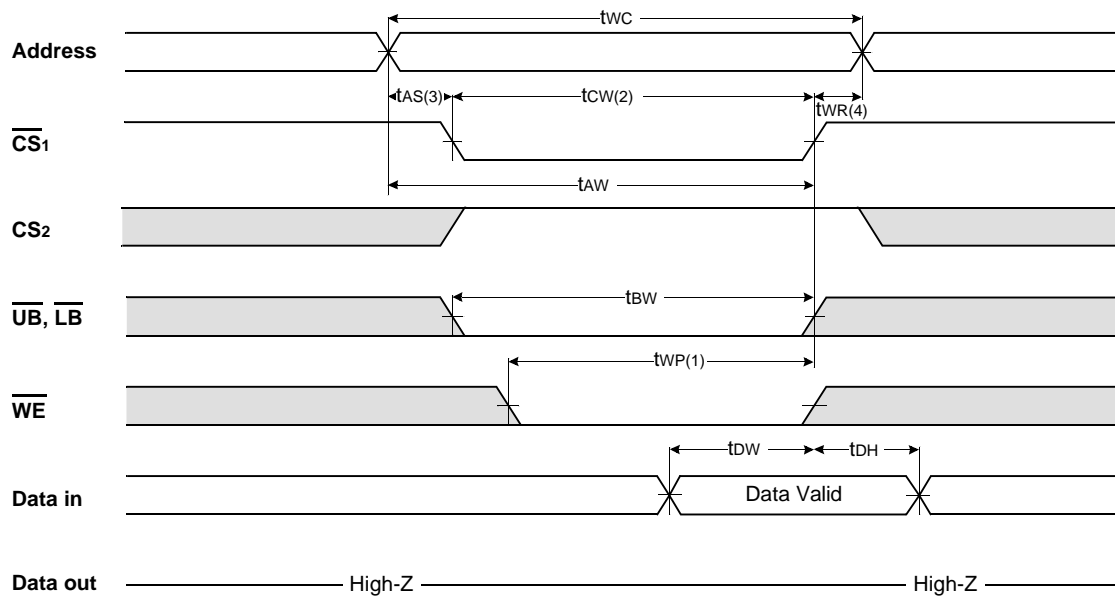 tWC
Address
tAS(3) tCW(2) tWR(4)
CS1
tAW
CS2
tBW
UB, LB
tWP(1)
WE
tDW tDH
Data in Data Valid
Data out High-Z High-Z